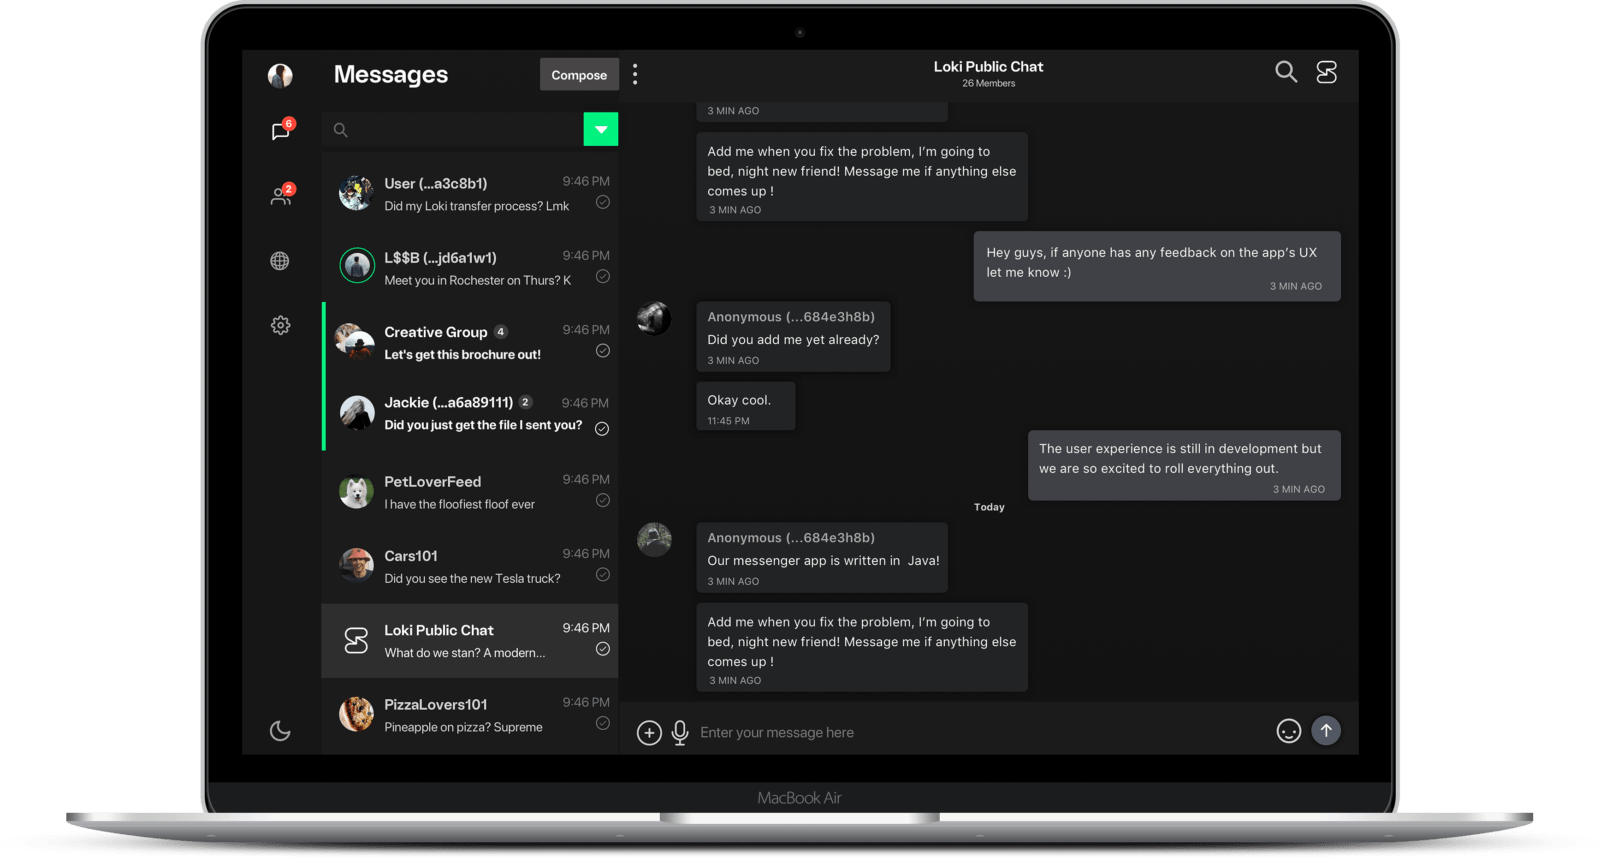 Messages
Compose
6
2
User (...a3c8b1)
9:46 PM
Did my Loki transfer process? Lmk
L$$B (...jd6a1w1)
9:46 PM
Meet you in Rochester on Thurs? K
Creative Group 4
9:46 PM
Let's get this brochure out!
Jackie (...a6a89111) 2
9:46 PM
Did you just get the file I sent you?
PetLoverFeed
9:46 PM
I have the floofiest floof ever
Cars101
9:46 PM
Did you see the new Tesla truck?
Loki Public Chat
9:46 PM
What do we stan? A modern...
PizzaLovers101
9:46 PM
Pineapple on pizza? Supreme
Loki Public Chat
26 Members
3 MIN AGO
Add me when you fix the problem, I'm going to
bed, night new friend! Message me if anything else
comes up !
3 MIN AGO
Hey guys, if anyone has any feedback on the app's UX
let me know :)
3 MIN AGO
Anonymous (...684e3h8b)
Did you add me yet already?
3 MIN AGO
Okay cool.
11:45 PM
The user experience is still in development but
we are so excited to roll everything out.
3 MIN AGO
Today
Anonymous (...684e3h8b)
Our messenger app is written in  Java!
3 MIN AGO
Add me when you fix the problem, I'm going to
bed, night new friend! Message me if anything else
comes up !
3 MIN AGO
Enter your message here
MacBook Air